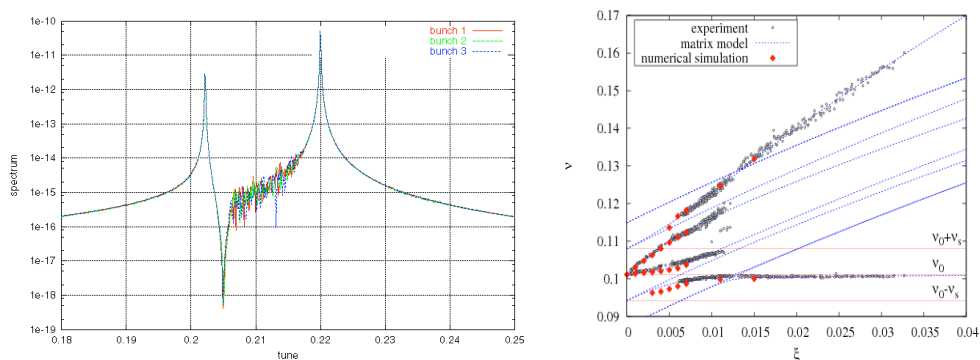 1e-10
1e-11
1e-12
1e-13
1e-14
1e-15
1e-16
1e-17
1e-18
1e-19
spectrum
0.18
0.19
0.2
0.21
0.22
0.23
0.24
0.25
tune
bunch 1
bunch 2
bunch 3
0.17
0.16
0.15
0.14
0.13
0.12
0.11
0.1
0.09
ν
0
0.005
0.01
0.015
0.02
0.025
0.03
0.035
0.04
ξ
experiment
matrix model
numerical simulation
ν₀+νₛ
ν₀
ν₀-νₛ